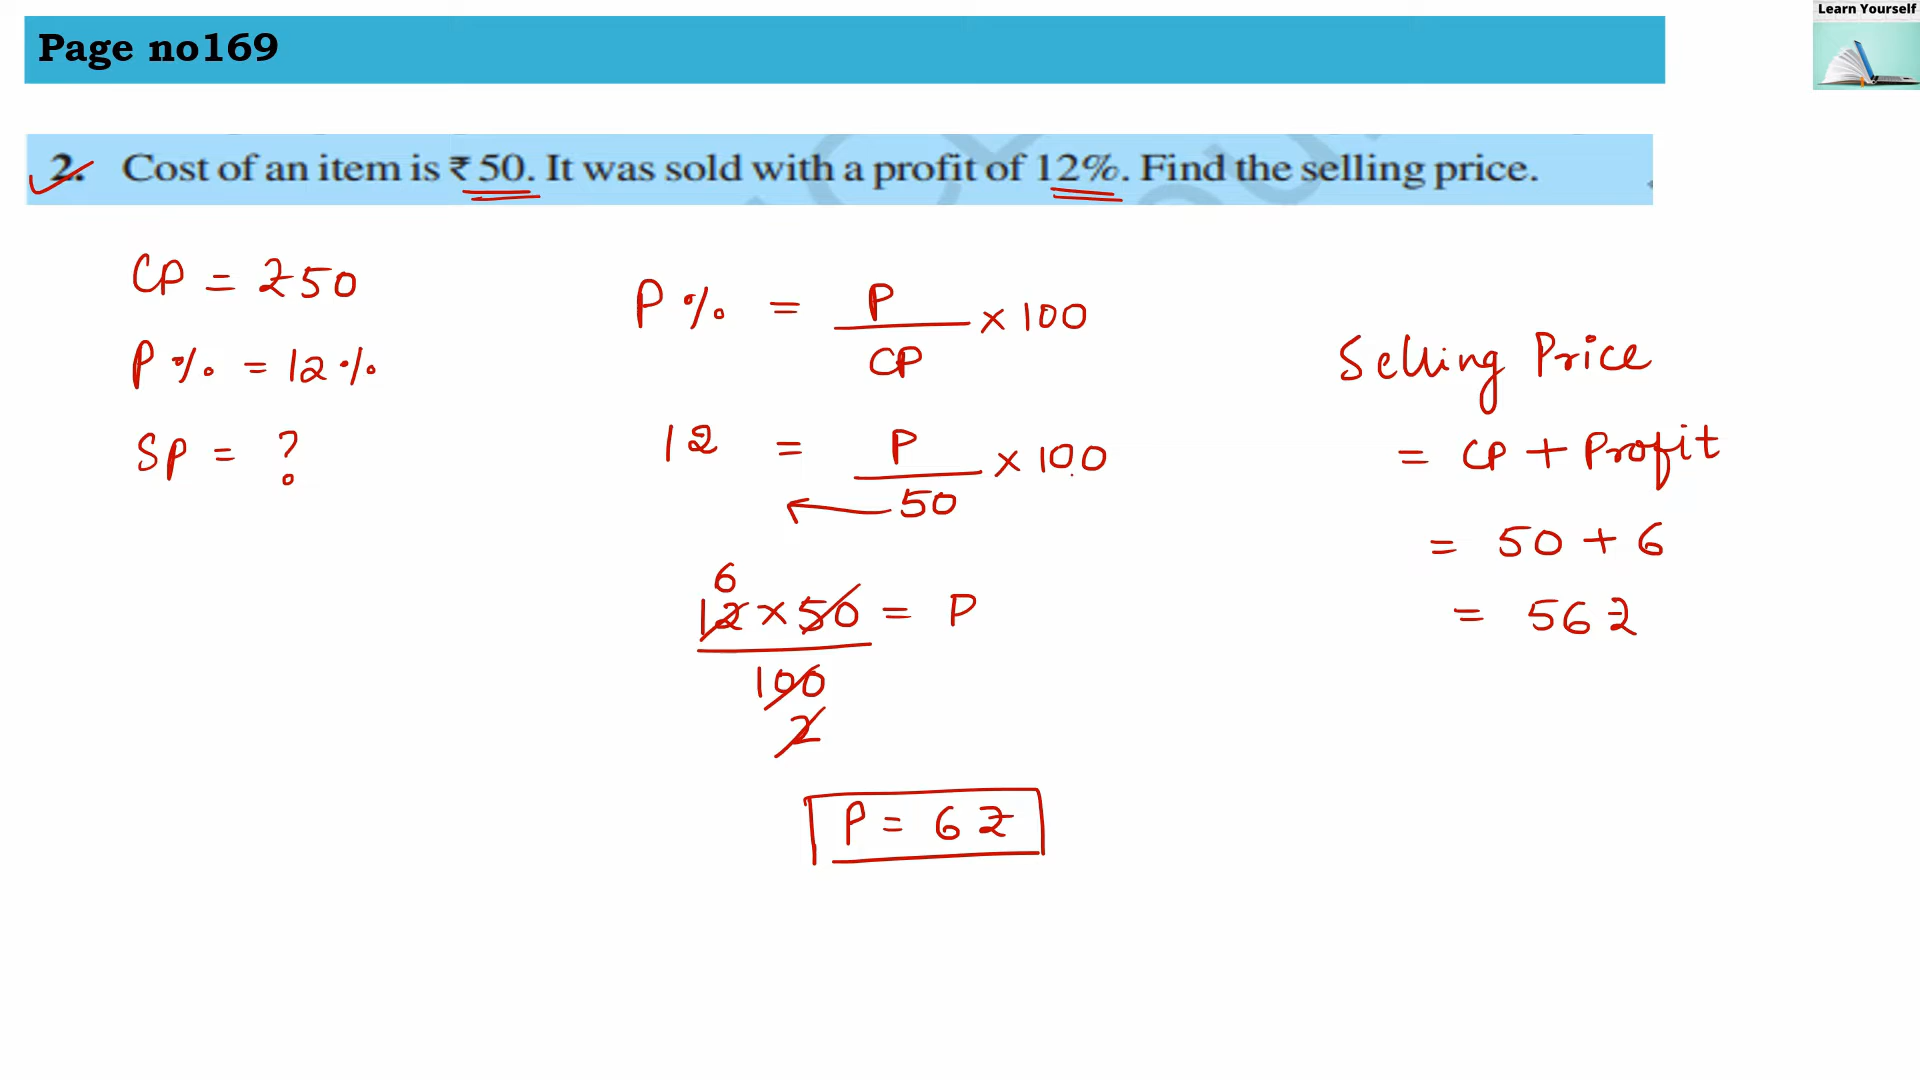 Learn Yourself
Page no169
2. Cost of an item is ₹ 50. It was sold with a profit of 12%. Find the selling price.
CP = ₹50
P% = 12%
SP = ?
P% = P/CP × 100
12 = P/50 × 100
6
12 × 50 = P
100
2
P = 6 ₹
Selling Price
= CP + Profit
= 50 + 6
= 56 ₹